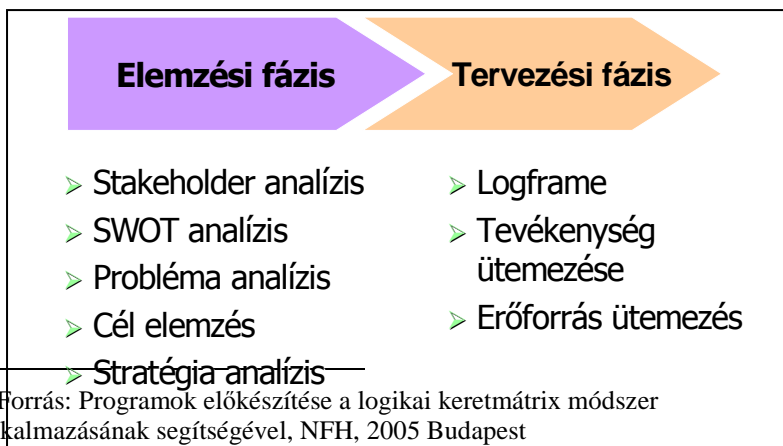 Elemzési fázis
Tervezési fázis
Stakeholder analízis
SWOT analízis
Probléma analízis
Cél elemzés
Stratégia analízis
Logframe
Tevékenység
ütemezése
Erőforrás ütemezés
Forrás: Programok előkészítése a logikai keretmátrix módszer
kalmazásának segítségével, NFH, 2005 Budapest